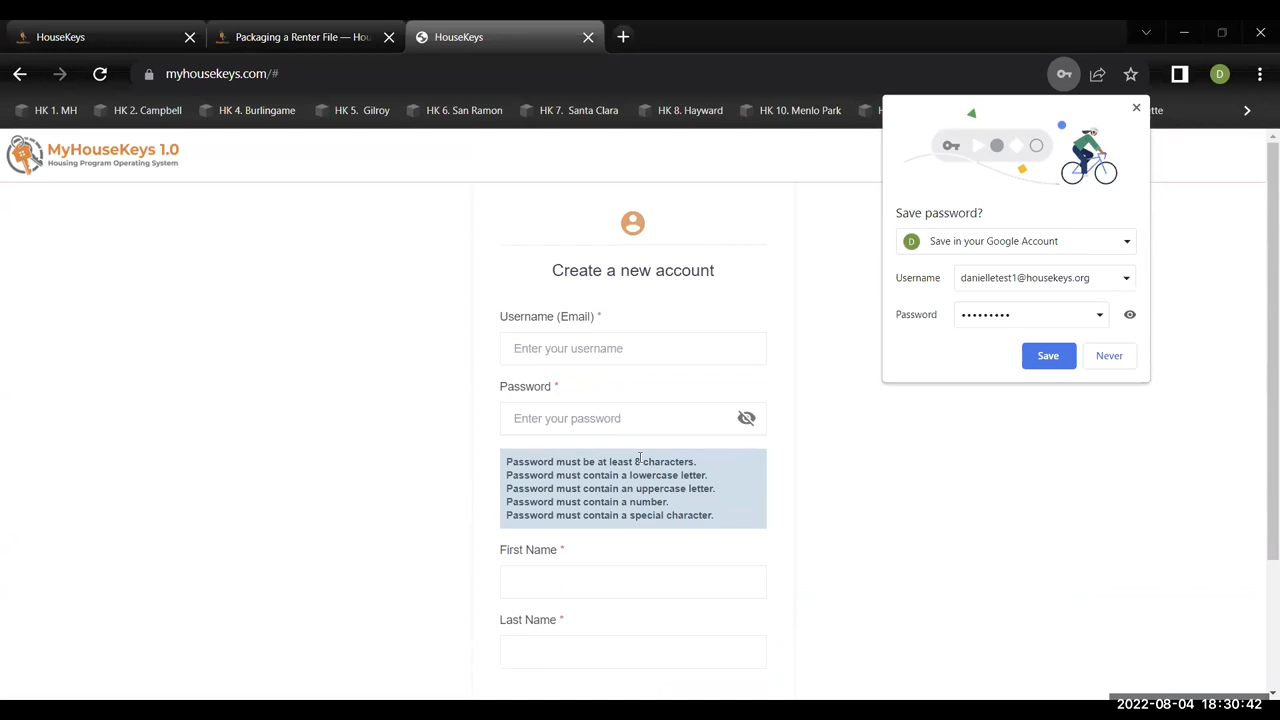 HouseKeys
Packaging a Renter File — Hou
HouseKeys
myhousekeys.com/#
D
HK 1. MH
HK 2. Campbell
HK 4. Burlingame
HK 5. Gilroy
HK 6. San Ramon
HK 7. Santa Clara
HK 8. Hayward
HK 10. Menlo Park
H
tte
MyHouseKeys 1.0
Housing Program Operating System
Create a new account
Username (Email) *
Enter your username
Password *
Enter your password
Password must be at least 8 characters.
Password must contain a lowercase letter.
Password must contain an uppercase letter.
Password must contain a number.
Password must contain a special character.
First Name *
Last Name *
Save password?
D Save in your Google Account
Username danielletest1@housekeys.org
Password •••••••••
Save Never
2022-08-04 18:30:42